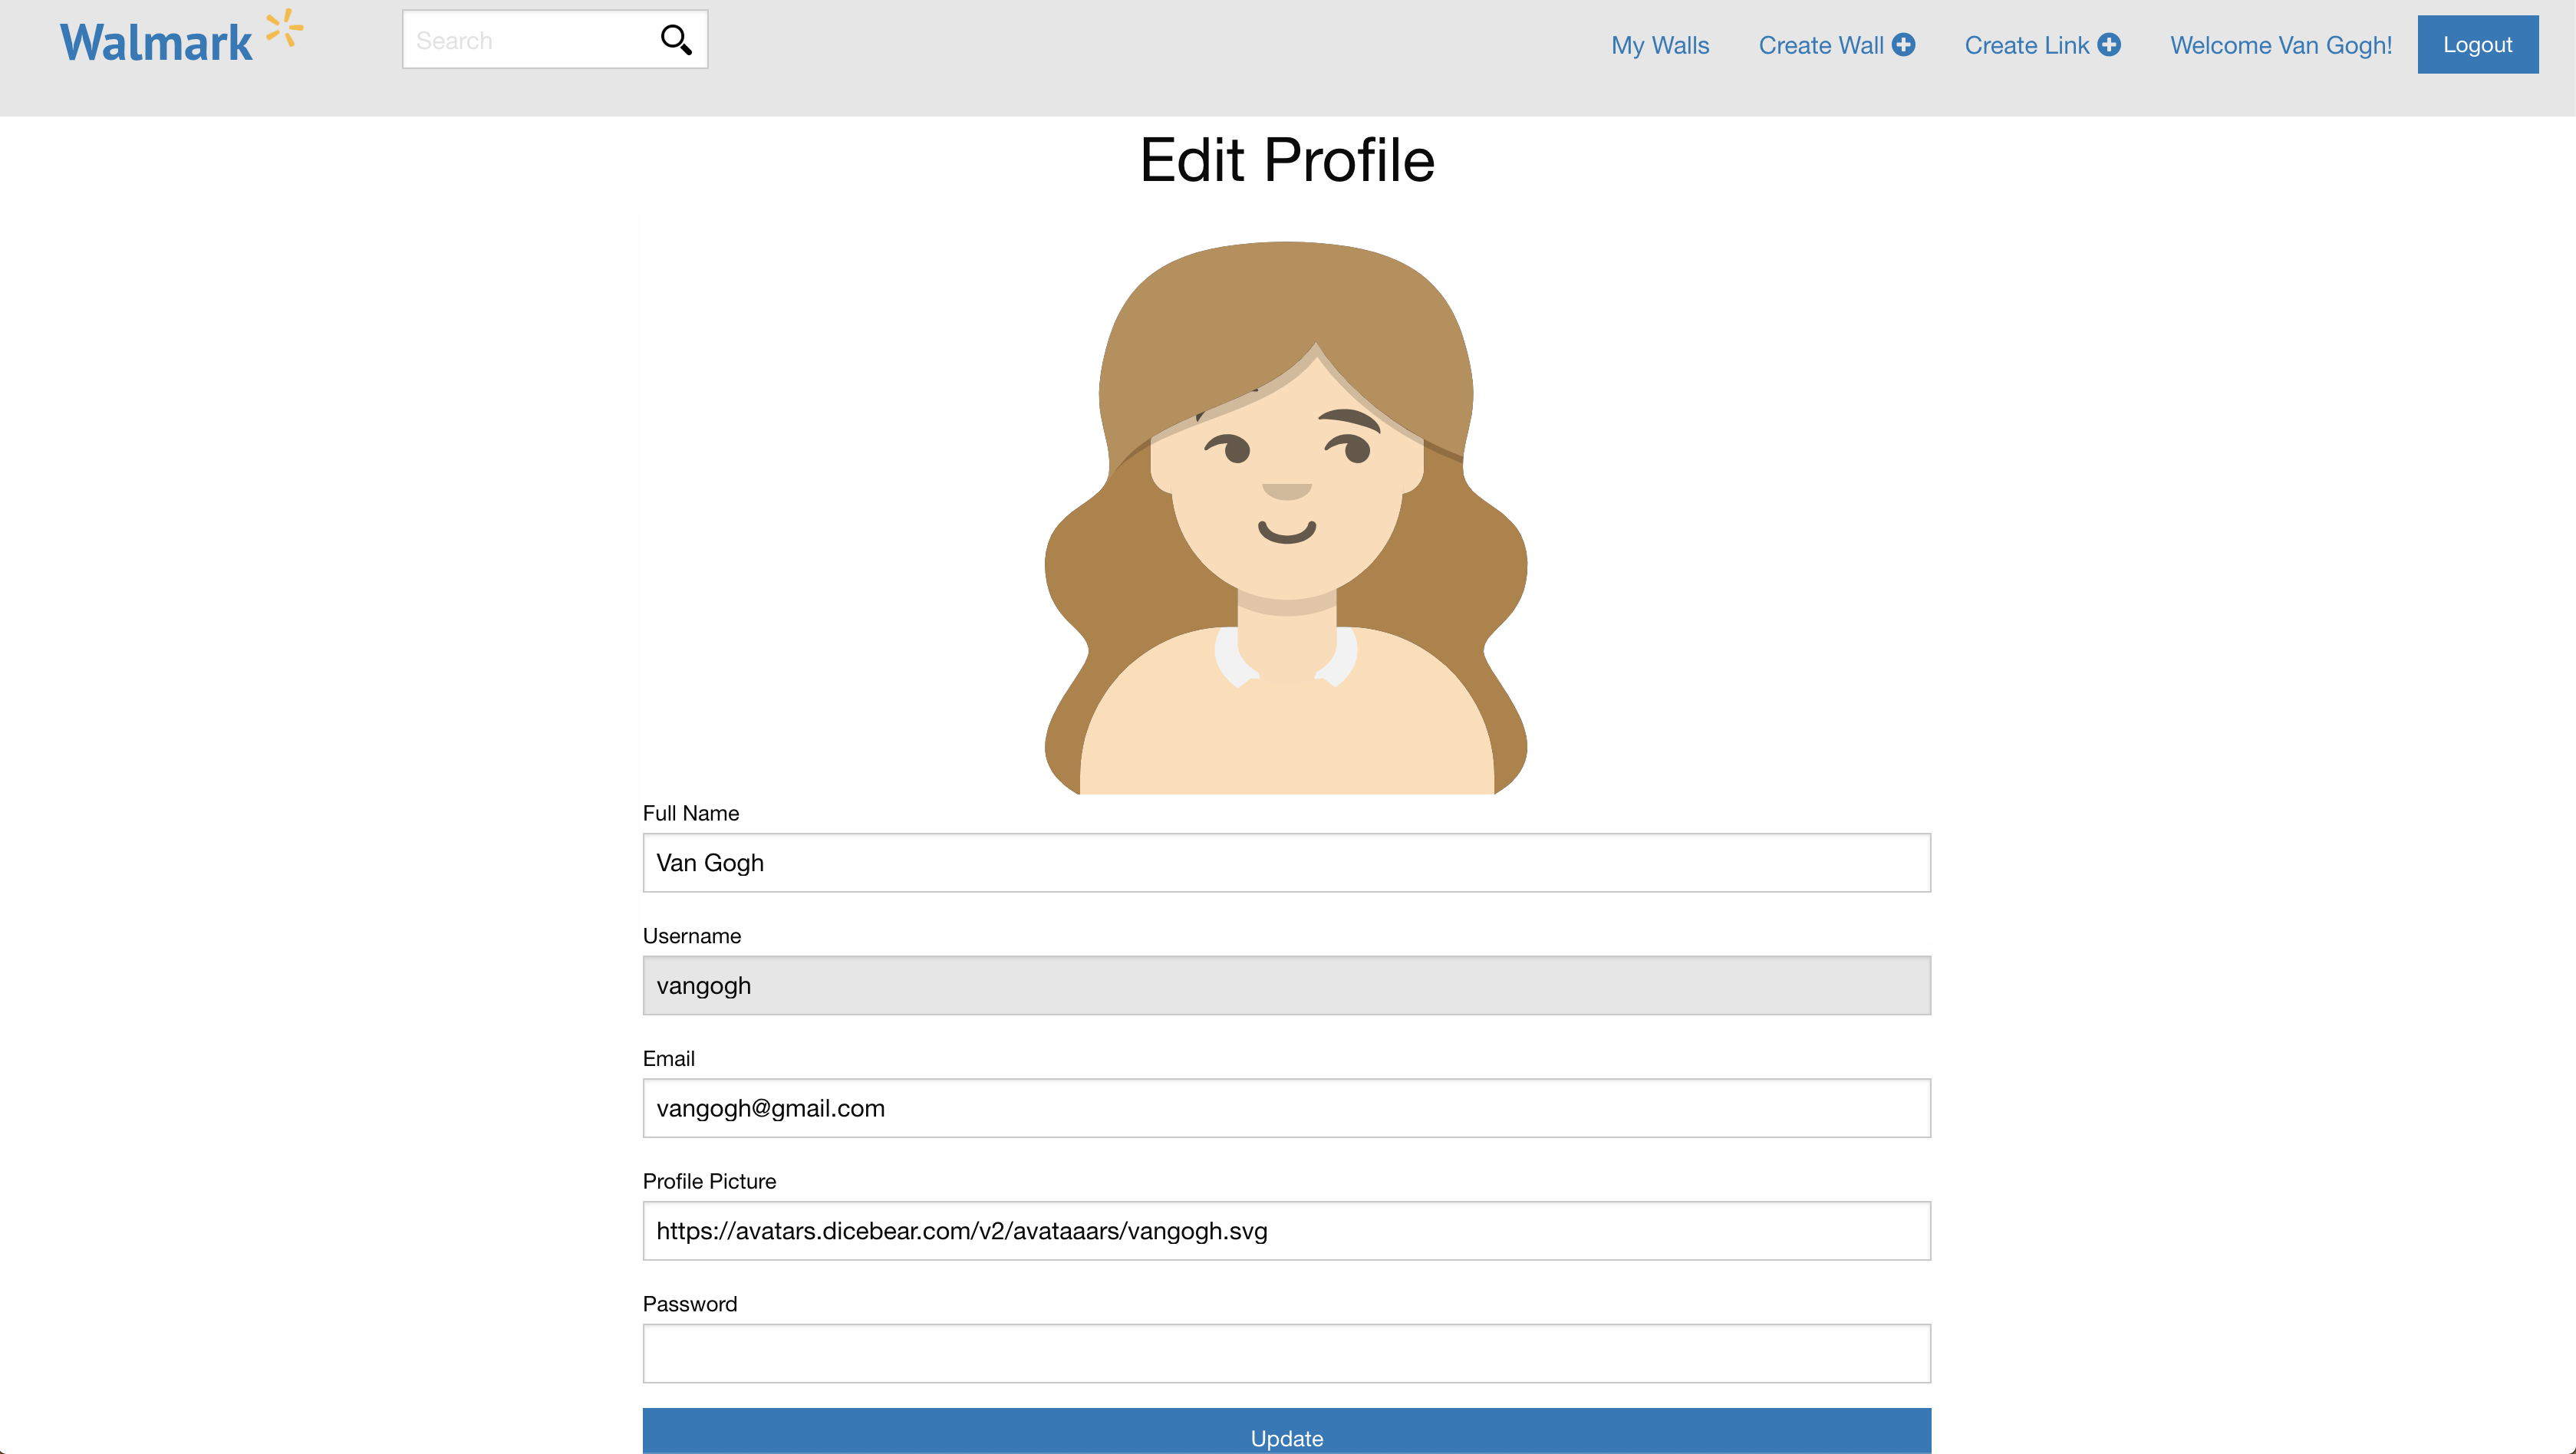 Walmark
Search
My Walls Create Wall Create Link Welcome Van Gogh! Logout
Edit Profile
Full Name
Van Gogh
Username
vangogh
Email
vangogh@gmail.com
Profile Picture
https://avatars.dicebear.com/v2/avataaars/vangogh.svg
Password
Update